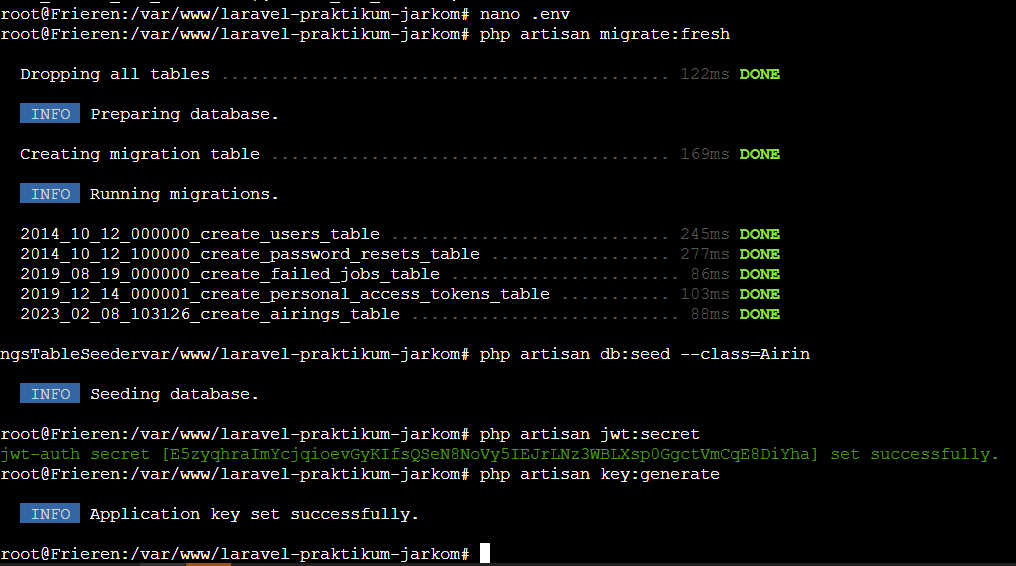 root@Frieren:/var/www/laravel-praktikum-jarkom# nano .env
root@Frieren:/var/www/laravel-praktikum-jarkom# php artisan migrate:fresh
Dropping all tables ............................................. 122ms DONE
INFO Preparing database.
Creating migration table ........................................ 169ms DONE
INFO Running migrations.
2014_10_12_000000_create_users_table ............................ 245ms DONE
2014_10_12_100000_create_password_resets_table .................. 277ms DONE
2019_08_19_000000_create_failed_jobs_table ....................... 86ms DONE
2019_12_14_000001_create_personal_access_tokens_table ........... 103ms DONE
2023_02_08_103126_create_airings_table ........................... 88ms DONE
ngsTableSeedervar/www/laravel-praktikum-jarkom# php artisan db:seed --class=Airin
INFO Seeding database.
root@Frieren:/var/www/laravel-praktikum-jarkom# php artisan jwt:secret
jwt-auth secret [E5zyqhraImYcjqioevGyKIfsQSeN8NoVy5IEJrLNz3WBLXsp0GgctVmCqE8DiYha] set successfully.
root@Frieren:/var/www/laravel-praktikum-jarkom# php artisan key:generate
INFO Application key set successfully.
root@Frieren:/var/www/laravel-praktikum-jarkom#